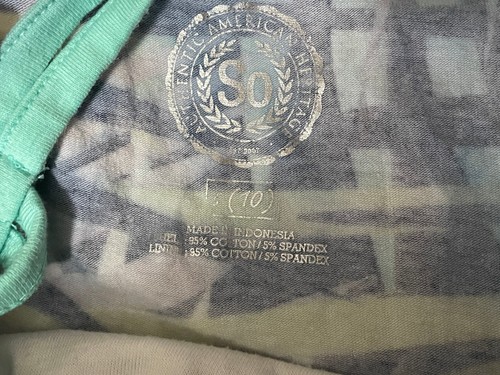 AUTHENTIC AMERICAN HERITAGE
So
(10)
MADE IN INDONESIA
: 95% COTTON / 5% SPANDEX
: 95% COTTON / 5% SPANDEX